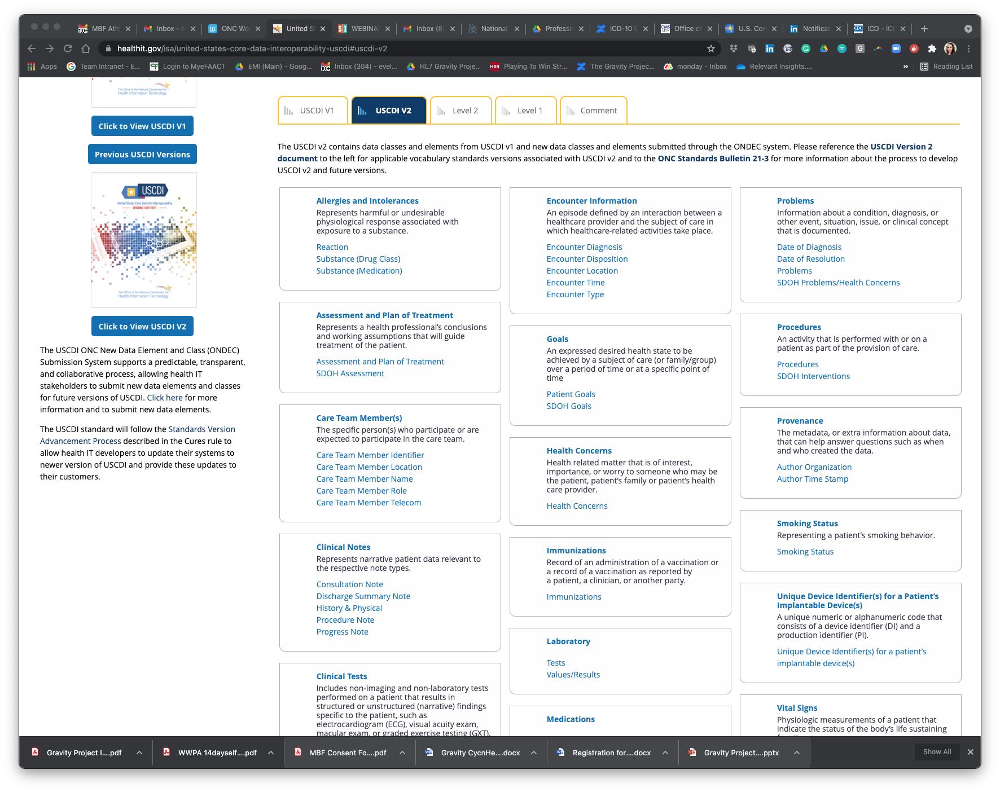 MBF Ath
Inbox - e
ONC Wo
United S
WEBINA
Inbox (8)
National
Professi
ICD-10 C
Office of
U.S. Cor
Notificat
ICD - ICD
healthit.gov/isa/united-states-core-data-interoperability-uscdi#uscdi-v2
Apps
Team Intranet - E...
Login to MyeFAACT
EMI (Main) - Goog...
Inbox (304) - evel...
HL7 Gravity Proje...
Playing To Win Str...
The Gravity Projec...
monday - Inbox
Relevant Insights....
»
Reading List
The Office of the National Coordinator for
Health Information Technology
Click to View USCDI V1
Previous USCDI Versions
USCDI
United States Core Data for Interoperability
VERSION 2 (JULY 2021)
The Office of the National Coordinator for
Health Information Technology
Click to View USCDI V2
The USCDI ONC New Data Element and Class (ONDEC)
Submission System supports a predictable, transparent,
and collaborative process, allowing health IT
stakeholders to submit new data elements and classes
for future versions of USCDI. Click here for more
information and to submit new data elements.
The USCDI standard will follow the Standards Version
Advancement Process described in the Cures rule to
allow health IT developers to update their systems to
newer version of USCDI and provide these updates to
their customers.
USCDI V1
USCDI V2
Level 2
Level 1
Comment
The USCDI v2 contains data classes and elements from USCDI v1 and new data classes and elements submitted through the ONDEC system. Please reference the USCDI Version 2
document to the left for applicable vocabulary standards versions associated with USCDI v2 and to the ONC Standards Bulletin 21-3 for more information about the process to develop
USCDI v2 and future versions.
Allergies and Intolerances
Represents harmful or undesirable
physiological response associated with
exposure to a substance.
Reaction
Substance (Drug Class)
Substance (Medication)
Assessment and Plan of Treatment
Represents a health professional's conclusions
and working assumptions that will guide
treatment of the patient.
Assessment and Plan of Treatment
SDOH Assessment
Care Team Member(s)
The specific person(s) who participate or are
expected to participate in the care team.
Care Team Member Identifier
Care Team Member Location
Care Team Member Name
Care Team Member Role
Care Team Member Telecom
Clinical Notes
Represents narrative patient data relevant to
the respective note types.
Consultation Note
Discharge Summary Note
History & Physical
Procedure Note
Progress Note
Clinical Tests
Includes non-imaging and non-laboratory tests
performed on a patient that results in
structured or unstructured (narrative) findings
specific to the patient, such as
electrocardiogram (ECG), visual acuity exam,
macular exam, or graded exercise testing (GXT),
Encounter Information
An episode defined by an interaction between a
healthcare provider and the subject of care in
which healthcare-related activities take place.
Encounter Diagnosis
Encounter Disposition
Encounter Location
Encounter Time
Encounter Type
Goals
An expressed desired health state to be
achieved by a subject of care (or family/group)
over a period of time or at a specific point of
time
Patient Goals
SDOH Goals
Health Concerns
Health related matter that is of interest,
importance, or worry to someone who may be
the patient, patient's family or patient's health
care provider.
Health Concerns
Immunizations
Record of an administration of a vaccination or
a record of a vaccination as reported by
a patient, a clinician, or another party.
Immunizations
Laboratory
Tests
Values/Results
Medications
Problems
Information about a condition, diagnosis, or
other event, situation, issue, or clinical concept
that is documented.
Date of Diagnosis
Date of Resolution
Problems
SDOH Problems/Health Concerns
Procedures
An activity that is performed with or on a
patient as part of the provision of care.
Procedures
SDOH Interventions
Provenance
The metadata, or extra information about data,
that can help answer questions such as when
and who created the data.
Author Organization
Author Time Stamp
Smoking Status
Representing a patient's smoking behavior.
Smoking Status
Unique Device Identifier(s) for a Patient's
Implantable Device(s)
A unique numeric or alphanumeric code that
consists of a device identifier (DI) and a
production identifier (PI).
Unique Device Identifier(s) for a patient's
implantable device(s)
Vital Signs
Physiologic measurements of a patient that
indicate the status of the body's life sustaining
Gravity Project I....pdf
WWPA 14dayself....pdf
MBF Consent Fo....pdf
Gravity CycnHe....docx
Registration for....docx
Gravity Project....pptx
Show All